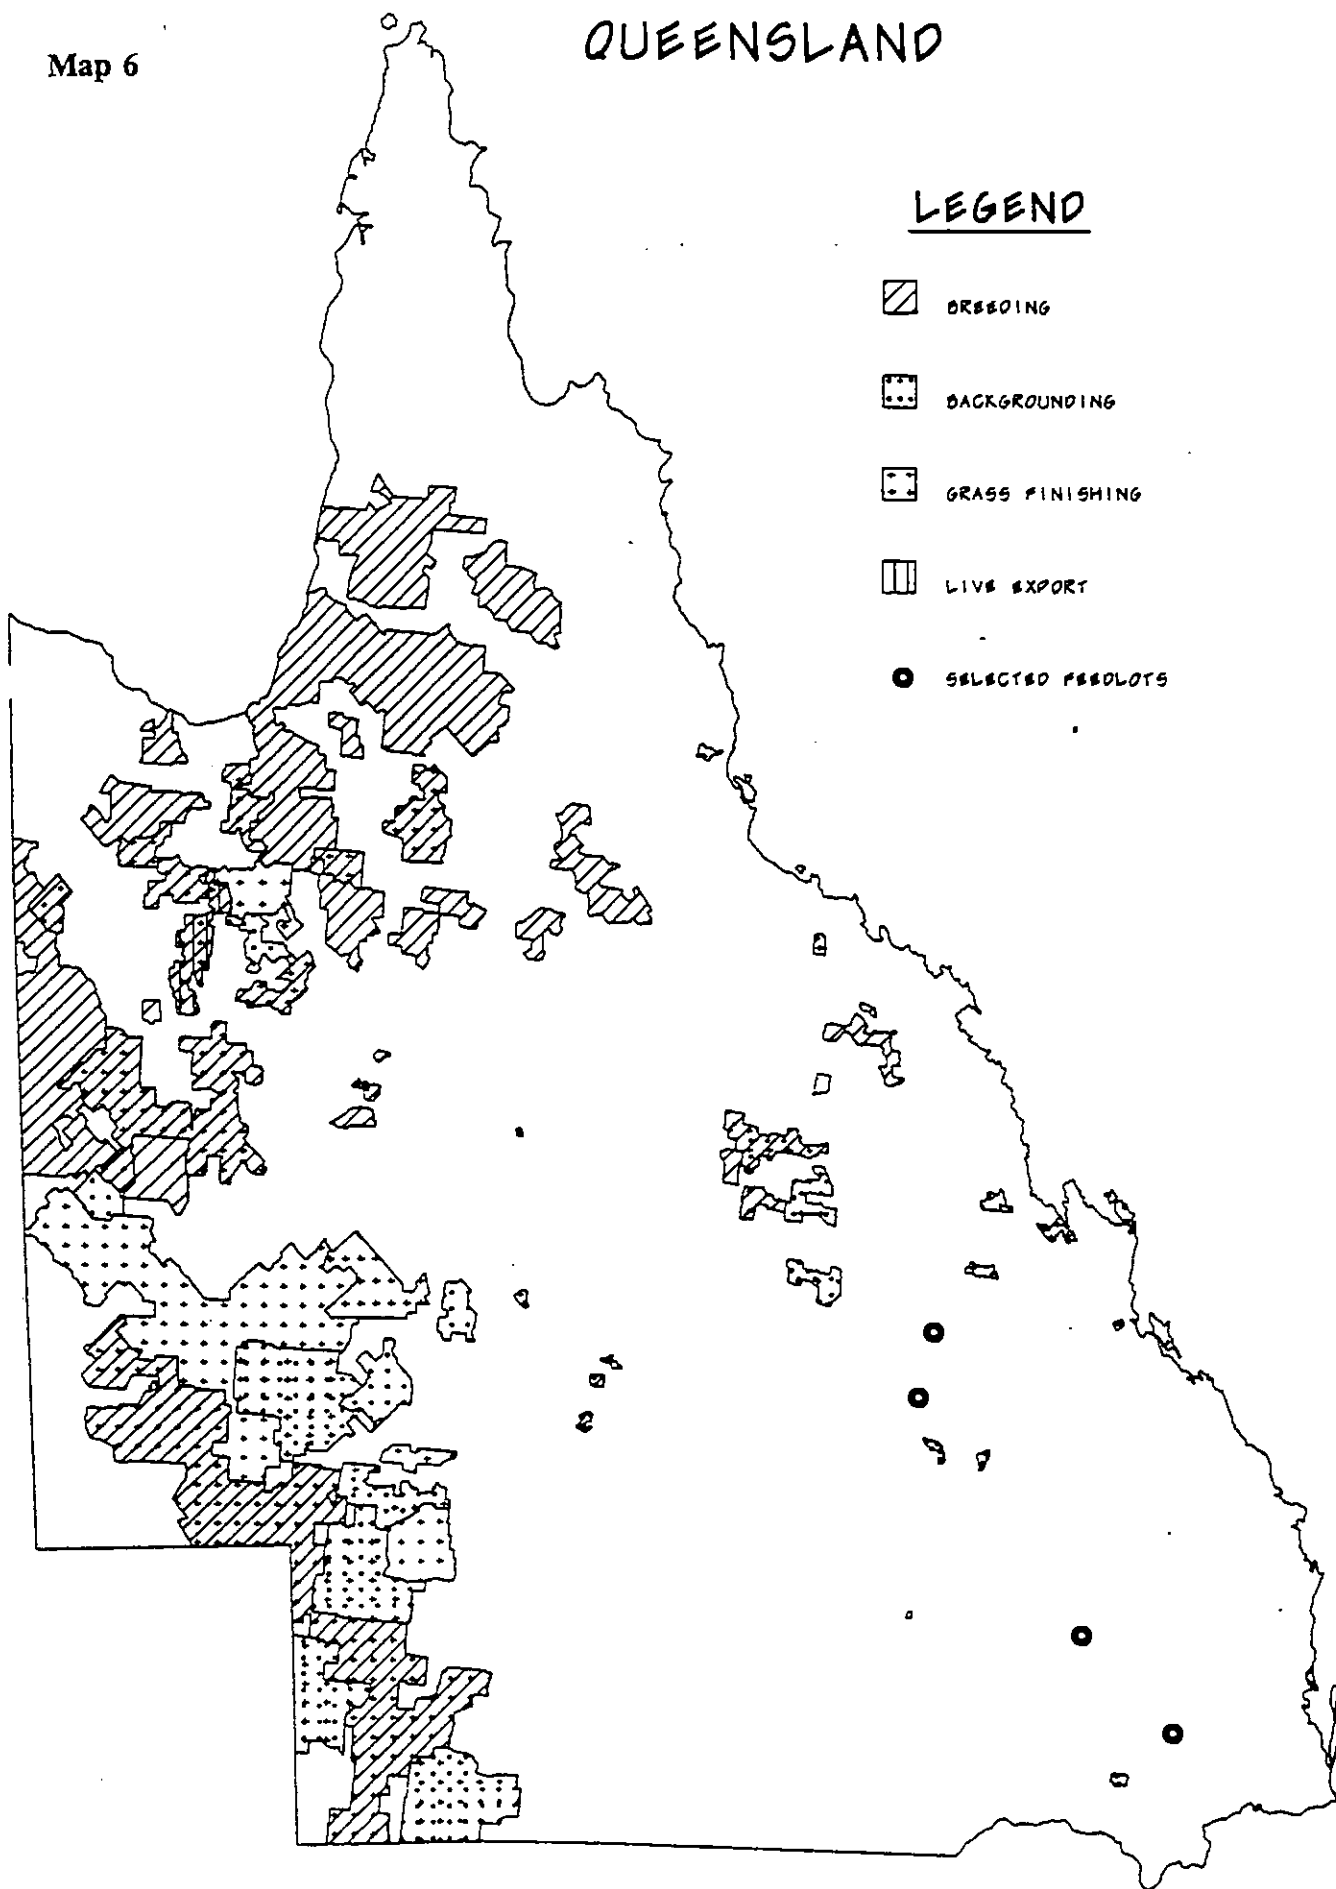 QUEENSLAND
Map 6
LEGEND
BREEDING
BACKGROUNDING
GRASS FINISHING
LIVE EXPORT
SELECTED FEEDLOTS